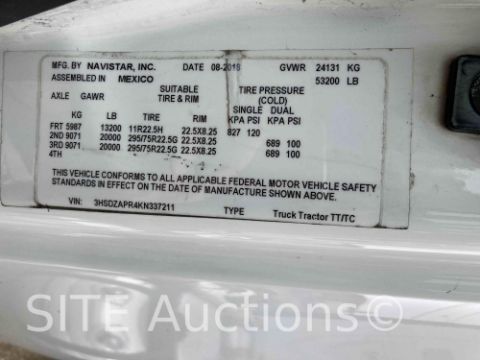 MFG. BY NAVISTAR, INC. DATE 08-2018 GVWR 24131 KG
ASSEMBLED IN MEXICO 53200 LB
SUITABLE TIRE PRESSURE
AXLE GAWR TIRE & RIM (COLD)
SINGLE DUAL
KG LB TIRE RIM KPA PSI KPA PSI
FRT 5987 13200 11R22.5H 22.5X8.25 827 120
2ND 9071 20000 295/75R22.5G 22.5X8.25 689 100
3RD 9071 20000 295/75R22.5G 22.5X8.25 689 100
4TH
THIS VEHICLE CONFORMS TO ALL APPLICABLE FEDERAL MOTOR VEHICLE SAFETY
STANDARDS IN EFFECT ON THE DATE OF MANUFACTURE SHOWN ABOVE.
VIN: 3HSDZAPR4KN337211 TYPE Truck Tractor TT/TC
SITE Auctions.com©